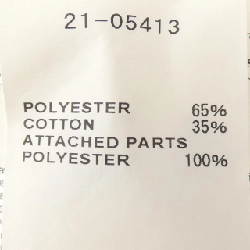 21-05413
POLYESTER 65%
COTTON 35%
ATTACHED PARTS
POLYESTER 100%